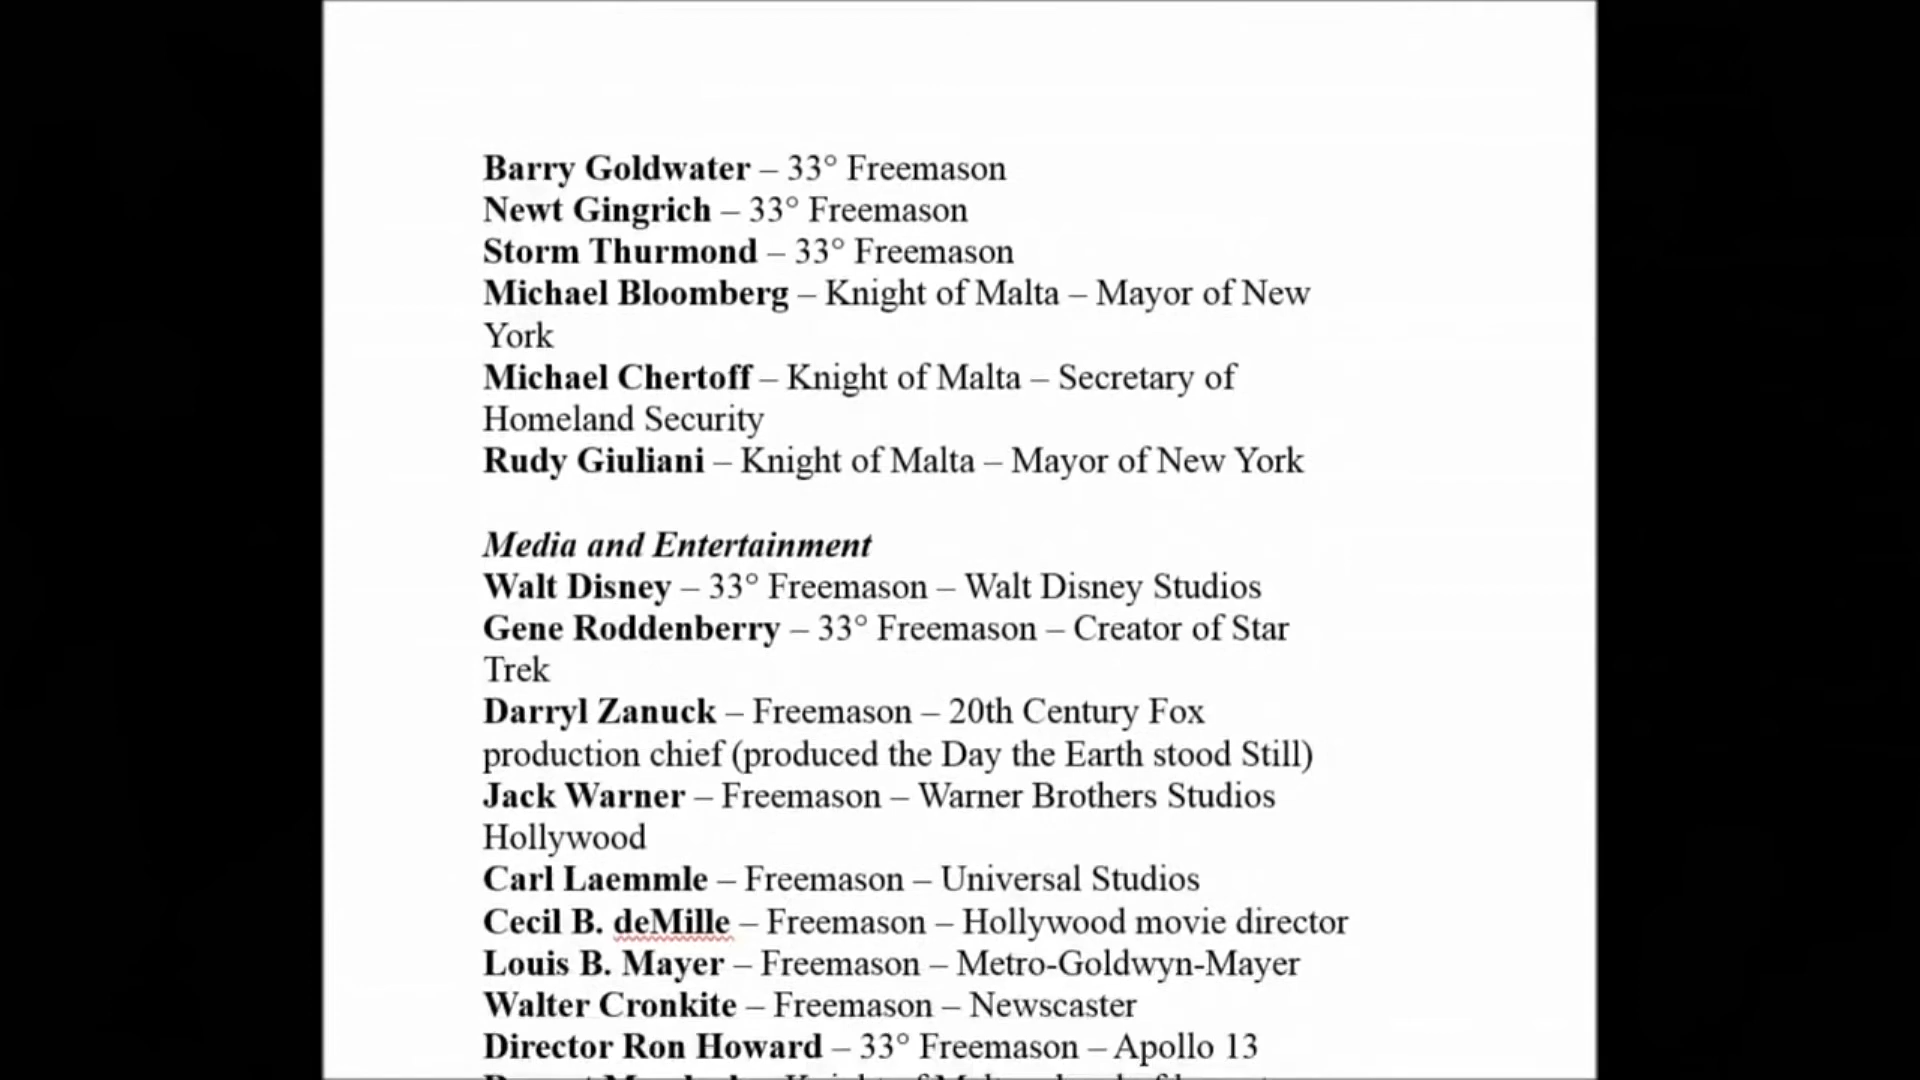 Barry Goldwater – 33° Freemason
Newt Gingrich – 33° Freemason
Storm Thurmond – 33° Freemason
Michael Bloomberg – Knight of Malta – Mayor of New
York
Michael Chertoff – Knight of Malta – Secretary of
Homeland Security
Rudy Giuliani – Knight of Malta – Mayor of New York
Media and Entertainment
Walt Disney – 33° Freemason – Walt Disney Studios
Gene Roddenberry – 33° Freemason – Creator of Star
Trek
Darryl Zanuck – Freemason – 20th Century Fox
production chief (produced the Day the Earth stood Still)
Jack Warner – Freemason – Warner Brothers Studios
Hollywood
Carl Laemmle – Freemason – Universal Studios
Cecil B. deMille – Freemason – Hollywood movie director
Louis B. Mayer – Freemason – Metro-Goldwyn-Mayer
Walter Cronkite – Freemason – Newscaster
Director Ron Howard – 33° Freemason – Apollo 13